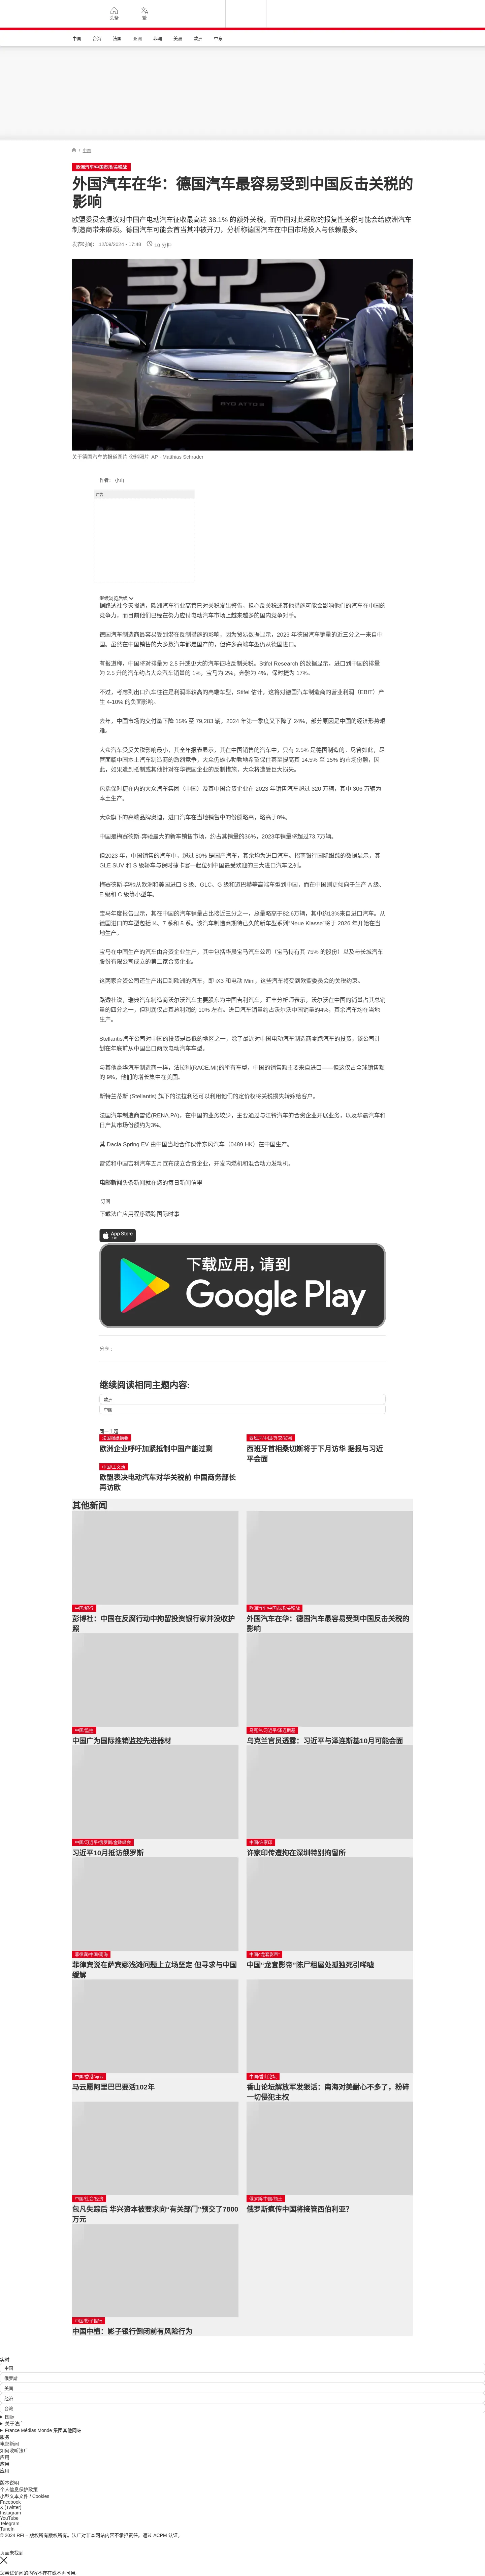 头条
繁
中国
台海
法国
亚洲
非洲
美洲
欧洲
中东
/ 中国
欧洲汽车/中国市场/关税战
外国汽车在华：德国汽车最容易受到中国反击关税的
影响
欧盟委员会提议对中国产电动汽车征收最高达 38.1% 的额外关税，而中国对此采取的报复性关税可能会给欧洲汽车
制造商带来麻烦。德国汽车可能会首当其冲被开刀，分析称德国汽车在中国市场投入与依赖最多。
发表时间： 12/09/2024 - 17:46 10 分钟
BYD
BYD ATTO 3
关于德国汽车的报道图片 资料照片 AP - Matthias Schrader
作者： 小山
广告
继续浏览后续
据路透社今天报道，欧洲汽车行业高管已对关税发出警告，担心反关税或其他措施可能会影响他们的汽车在中国的
竞争力，而目前他们已经在努力应付电动汽车市场上越来越多的国内竞争对手。
德国汽车制造商最容易受到潜在反制措施的影响，因为贸易数据显示，2023 年德国汽车销量的近三分之一来自中
国。虽然在中国销售的大多数汽车都是国产的，但许多高端车型仍从德国进口。
有报道称，中国将对排量为 2.5 升或更大的汽车征收反制关税。Stifel Research 的数据显示，进口到中国的排量
为 2.5 升的汽车约占大众汽车销量的 1%，宝马为 2%，奔驰为 4%，保时捷为 17%。
不过，考虑到出口汽车往往是利润率较高的高端车型，Stifel 估计，这将对德国汽车制造商的营业利润（EBIT）产
生 4-10% 的负面影响。
去年，中国市场的交付量下降 15% 至 79,283 辆，2024 年第一季度又下降了 24%，部分原因是中国的经济形势艰
难。
大众汽车受反关税影响最小，其全年报表显示，其在中国销售的汽车中，只有 2.5% 是德国制造的。尽管如此，尽
管面临中国本土汽车制造商的激烈竞争，大众仍雄心勃勃地希望保住甚至提高其 14.5% 至 15% 的市场份额，因
此，如果遭到抵制或其他针对在华德国企业的反制措施，大众将遭受巨大损失。
包括保时捷在内的大众汽车集团（中国）及其中国合资企业在 2023 年销售汽车超过 320 万辆，其中 306 万辆为
本土生产。
大众旗下的高端品牌奥迪，进口汽车在当地销售中的份额略高，略高于9%。
中国是梅赛德斯-奔驰最大的新车销售市场，约占其销量的36%，2023年销量将超过73.7万辆。
但2023 年，中国销售的汽车中，超过 80% 是国产汽车，其余均为进口汽车。招商银行国际跟踪的数据显示，其
GLE SUV 和 S 级轿车与保时捷卡宴一起位列中国最受欢迎的三大进口汽车之列。
梅赛德斯-奔驰从欧洲和美国进口 S 级、GLC、G 级和迈巴赫等高端车型到中国，而在中国则更倾向于生产 A 级、
E 级和 C 级等小型车。
宝马年度报告显示，其在中国的汽车销量占比接近三分之一，总量略高于82.6万辆，其中约13%来自进口汽车。从
德国进口的车型包括 i4、7 系和 5 系。该汽车制造商期待已久的新车型系列“Neue Klasse”将于 2026 年开始在当
地生产。
宝马在中国生产的汽车由合资企业生产，其中包括华晨宝马汽车公司（宝马持有其 75% 的股份）以及与长城汽车
股份有限公司成立的第二家合资企业。
这两家合资公司还生产出口到欧洲的汽车，即 iX3 和电动 Mini，这些汽车将受到欧盟委员会的关税约束。
路透社说，瑞典汽车制造商沃尔沃汽车主要股东为中国吉利汽车，汇丰分析师表示，沃尔沃在中国的销量占其总销
量的四分之一，但利润仅占其总利润的 10% 左右。进口汽车销量约占沃尔沃中国销量的4%，其余汽车均在当地
生产。
Stellantis汽车公司对中国的投资是最低的地区之一，除了最近对中国电动汽车制造商零跑汽车的投资，该公司计
划在年底前从中国出口两款电动汽车车型。
与其他豪华汽车制造商一样，法拉利(RACE.MI)的所有车型，中国的销售额主要来自进口——但这仅占全球销售额
的 9%，他们的增长集中在美国。
斯特兰蒂斯 (Stellantis) 旗下的法拉利还可以利用他们的定价权将关税损失转嫁给客户。
法国汽车制造商雷诺(RENA.PA)，在中国的业务较少，主要通过与江铃汽车的合资企业开展业务，以及华晨汽车和
日产其市场份额约为3%。
其 Dacia Spring EV 由中国当地合作伙伴东风汽车（0489.HK）在中国生产。
雷诺和中国吉利汽车五月宣布成立合资企业，开发内燃机和混合动力发动机。
电邮新闻头条新闻就在您的每日新闻信里
订阅
下载法广应用程序跟踪国际时事
App Store
下载应用，请到
Google Play
分享 :
继续阅读相同主题内容:
欧洲
中国
同一主题
法国报纸摘要
欧洲企业呼吁加紧抵制中国产能过剩
西班牙/中国/外交/贸易
西班牙首相桑切斯将于下月访华 据报与习近
平会面
中国/王文涛
欧盟表决电动汽车对华关税前 中国商务部长
再访欧
其他新闻
中国/银行
彭博社：中国在反腐行动中拘留投资银行家并没收护
照
欧洲汽车/中国市场/关税战
外国汽车在华：德国汽车最容易受到中国反击关税的
影响
中国/监控
中国广为国际推销监控先进器材
乌克兰/习近平/泽连斯基
乌克兰官员透露：习近平与泽连斯基10月可能会面
中国/习近平/俄罗斯/金砖峰会
习近平10月抵访俄罗斯
中国/许家印
许家印传遭拘在深圳特别拘留所
菲律宾/中国/南海
菲律宾说在萨宾娜浅滩问题上立场坚定 但寻求与中国
缓解
中国/“龙套影帝”
中国“龙套影帝”陈尸租屋处孤独死引唏嘘
中国/香港/马云
马云愿阿里巴巴要活102年
中国/香山论坛
香山论坛解放军发狠话：南海对美耐心不多了，粉碎
一切侵犯主权
中国/社会/经济
包凡失踪后 华兴资本被要求向“有关部门”预交了7800
万元
俄罗斯/中国/领土
俄罗斯疯传中国将接管西伯利亚？
中国/影子银行
中国中植：影子银行倒闭前有风险行为
实时
中国
俄罗斯
美国
经济
台湾
国际
关于法广
France Médias Monde 集团其他网站
服务
电邮新闻
如何收听法广
应用
应用
应用
版本说明
个人信息保护政策
小型文本文件 / Cookies
Facebook
X (Twitter)
Instagram
YouTube
Telegram
TuneIn
© 2024 RFI – 版权所有版权所有。法广对非本网站内容不承担责任。通过 ACPM 认证。
页面未找到
您尝试访问的内容不存在或不再可用。